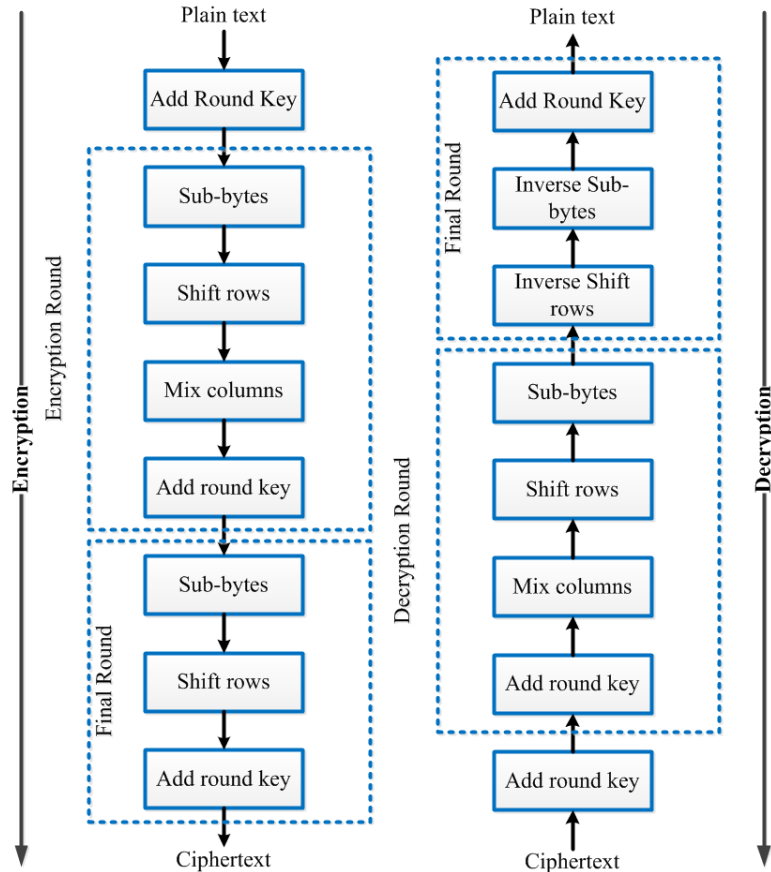 Plain text
Add Round Key
Sub-bytes
Shift rows
Mix columns
Add round key
Encryption Round
Sub-bytes
Shift rows
Add round key
Final Round
Ciphertext
Encryption
Plain text
Add Round Key
Inverse Sub-
bytes
Inverse Shift
rows
Final Round
Sub-bytes
Shift rows
Mix columns
Add round key
Decryption Round
Add round key
Ciphertext
Decryption